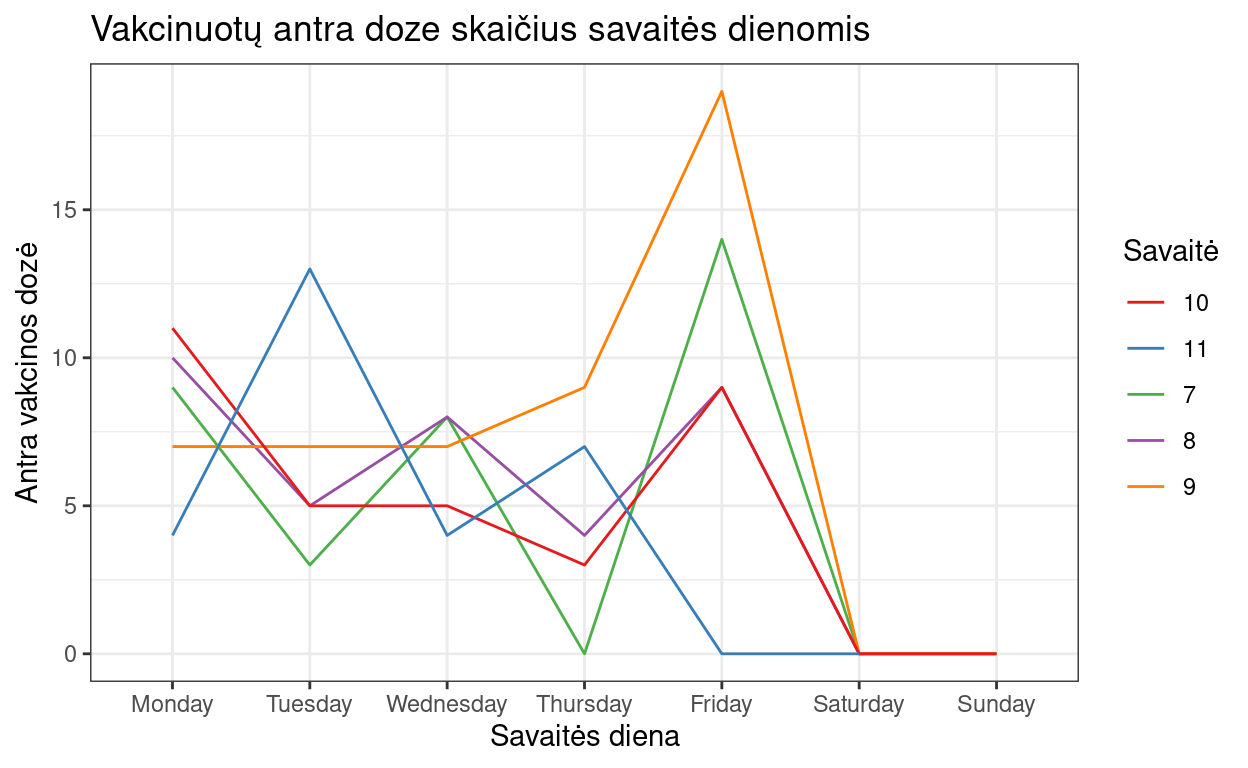 Vakcinuotų antra doze skaičius savaitės dienomis
Antra vakcinos dozė
15
10
5
0
Monday Tuesday Wednesday Thursday Friday Saturday Sunday
Savaitės diena
Savaitė
10
11
7
8
9